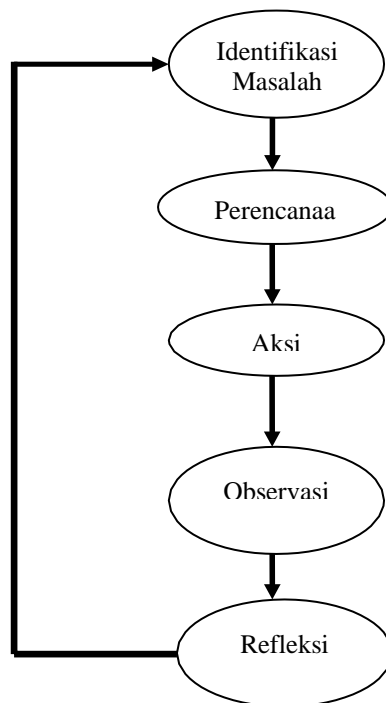 Identifikasi
Masalah
Perencanaa
Aksi
Observasi
Refleksi